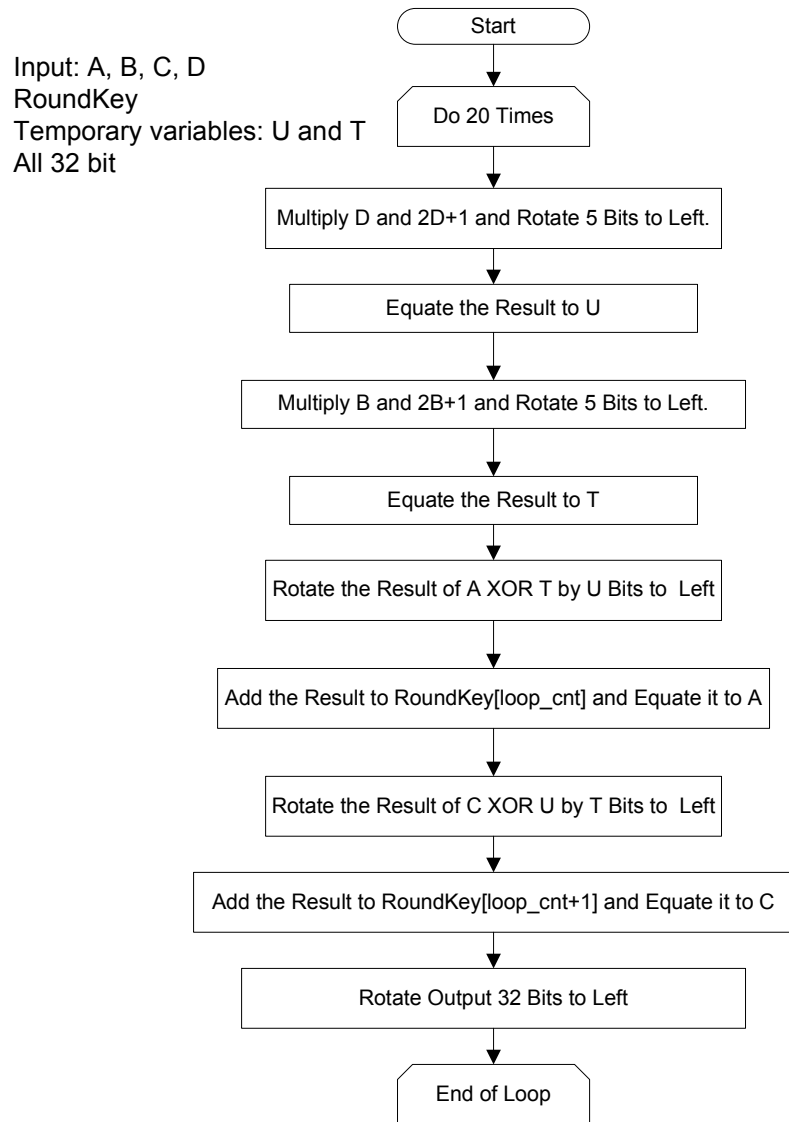 Start
Input: A, B, C, D
RoundKey
Temporary variables: U and T
All 32 bit
Do 20 Times
Multiply D and 2D+1 and Rotate 5 Bits to Left.
Equate the Result to U
Multiply B and 2B+1 and Rotate 5 Bits to Left.
Equate the Result to T
Rotate the Result of A XOR T by U Bits to Left
Add the Result to RoundKey[loop_cnt] and Equate it to A
Rotate the Result of C XOR U by T Bits to Left
Add the Result to RoundKey[loop_cnt+1] and Equate it to C
Rotate Output 32 Bits to Left
End of Loop